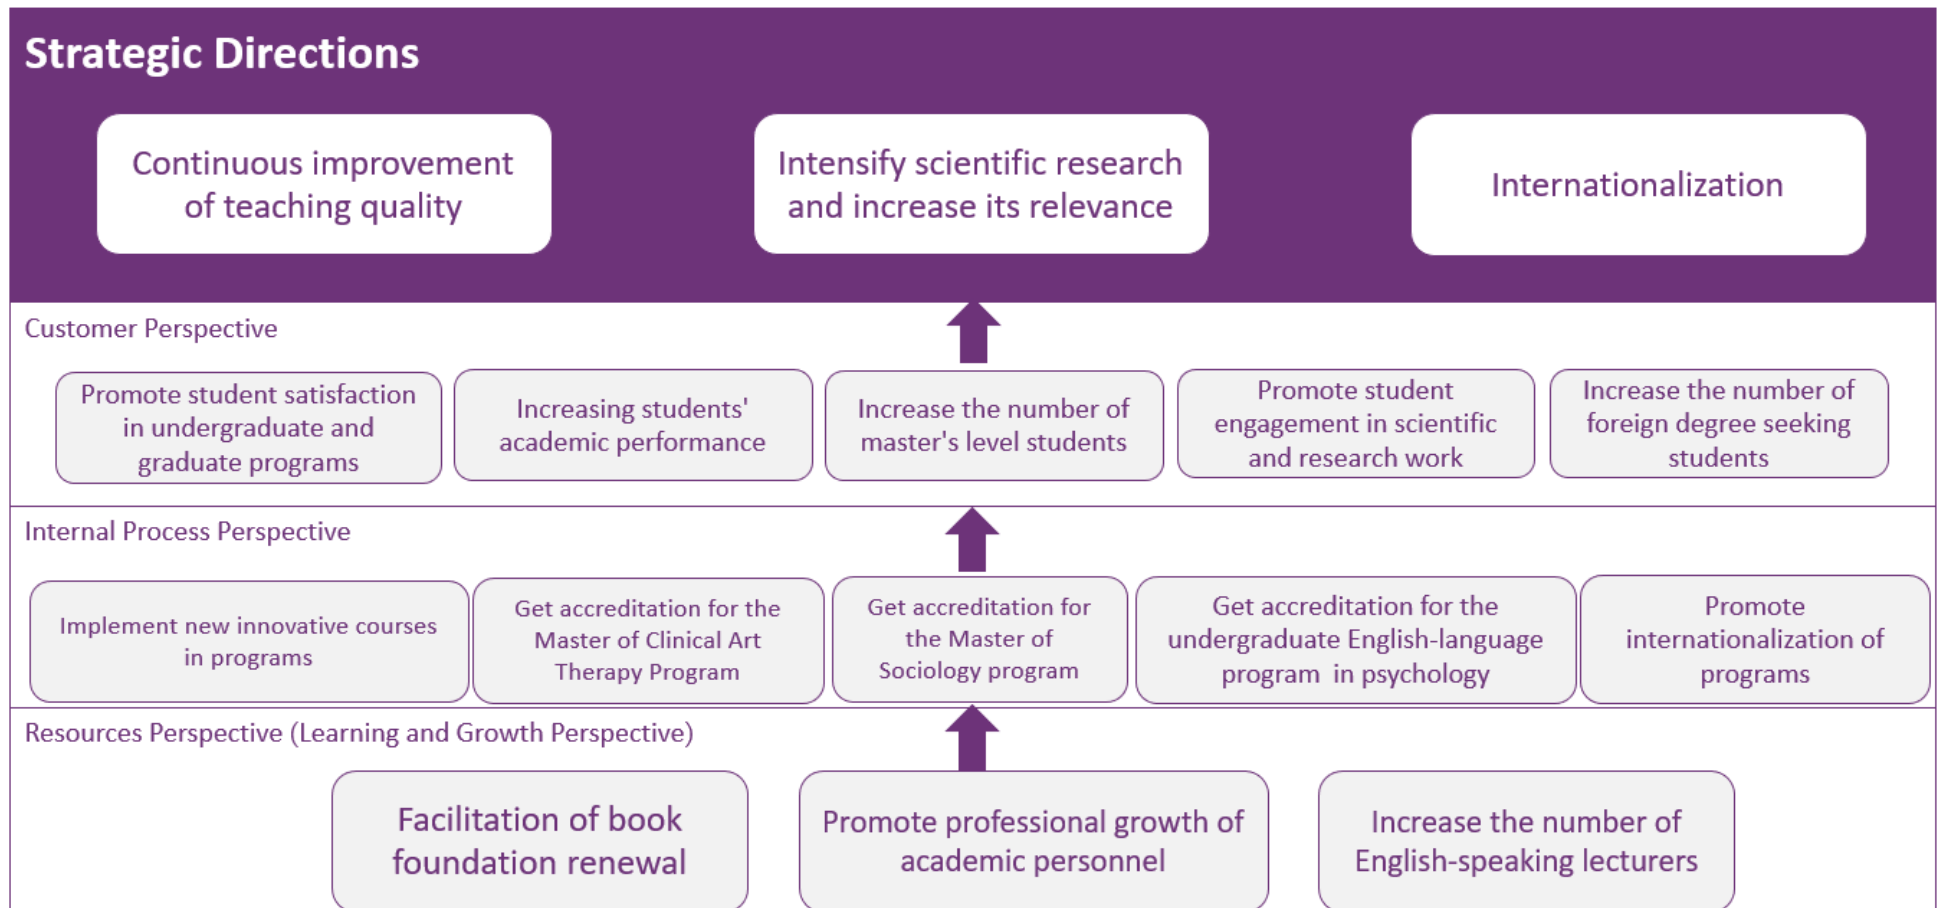 Strategic Directions
Continuous improvement
of teaching quality
Intensify scientific research
and increase its relevance
Internationalization
Customer Perspective
Promote student satisfaction
in undergraduate and
graduate programs
Increasing students'
academic performance
Increase the number of
master's level students
Promote student
engagement in scientific
and research work
Increase the number of
foreign degree seeking
students
Internal Process Perspective
Implement new innovative courses
in programs
Get accreditation for the
Master of Clinical Art
Therapy Program
Get accreditation for
the Master of
Sociology program
Get accreditation for the
undergraduate English-language
program  in psychology
Promote
internationalization of
programs
Resources Perspective (Learning and Growth Perspective)
Facilitation of book
foundation renewal
Promote professional growth of
academic personnel
Increase the number of
English-speaking lecturers